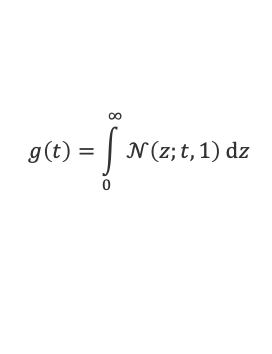 g(t) = ∫₀^∞ 𝒩(z; t, 1) dz